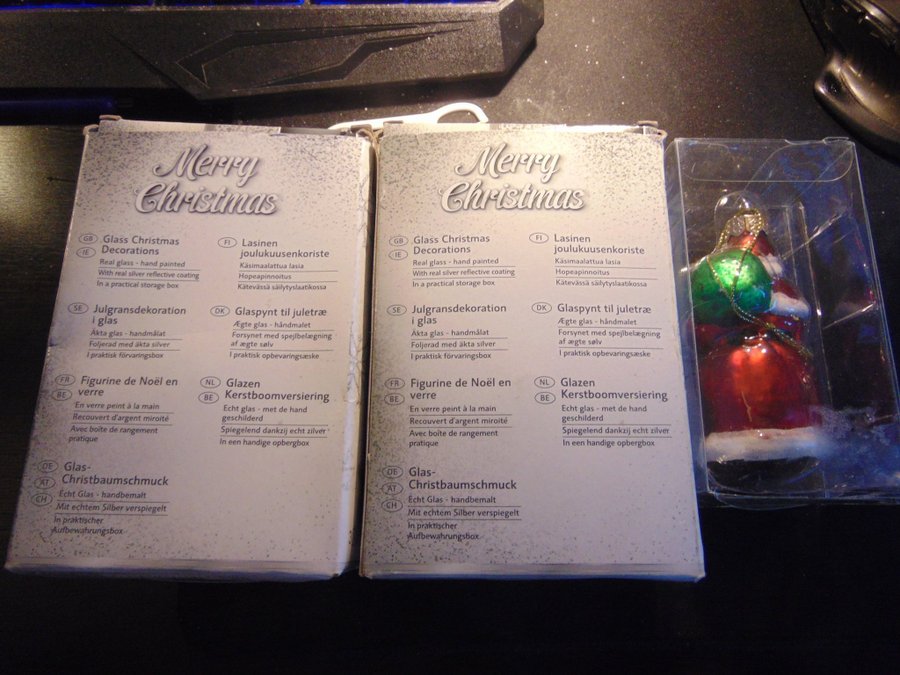 Merry
Christmas
GB
IE
Glass Christmas
Decorations
Real glass - hand painted
With real silver reflective coating
In a practical storage box
FI
Lasinen
joulukuusenkoriste
Käsimaalattua lasia
Hopeapinnoitus
Kätevässä säilytyslaatikossa
SE
Julgransdekoration
i glas
Äkta glas - handmålat
Foljerad med äkta silver
I praktisk förvaringsbox
DK
Glaspynt til juletræ
Ægte glas - håndmalet
Forsynet med spejlbelægning
af ægte sølv
I praktisk opbevaringsæske
FR
BE
Figurine de Noël en
verre
En verre peint à la main
Recouvert d'argent miroité
Avec boîte de rangement
pratique
NL
BE
Glazen
Kerstboomversiering
Echt glas - met de hand
geschilderd
Spiegelend dankzij echt zilver
In een handige opbergbox
DE
AT
CH
Glas-
Christbaumschmuck
Echt Glas - handbemalt
Mit echtem Silber verspiegelt
In praktischer
Aufbewahrungsbox
Merry
Christmas
GB
IE
Glass Christmas
Decorations
Real glass - hand painted
With real silver reflective coating
In a practical storage box
FI
Lasinen
joulukuusenkoriste
Käsimaalattua lasia
Hopeapinnoitus
Kätevässä säilytyslaatikossa
SE
Julgransdekoration
i glas
Äkta glas - handmålat
Foljerad med äkta silver
I praktisk förvaringsbox
DK
Glaspynt til juletræ
Ægte glas - håndmalet
Forsynet med spejlbelægning
af ægte sølv
I praktisk opbevaringsæske
FR
BE
Figurine de Noël en
verre
En verre peint à la main
Recouvert d'argent miroité
Avec boîte de rangement
pratique
NL
BE
Glazen
Kerstboomversiering
Echt glas - met de hand
geschilderd
Spiegelend dankzij echt zilver
In een handige opbergbox
DE
AT
CH
Glas-
Christbaumschmuck
Echt Glas - handbemalt
Mit echtem Silber verspiegelt
In praktischer
Aufbewahrungsbox